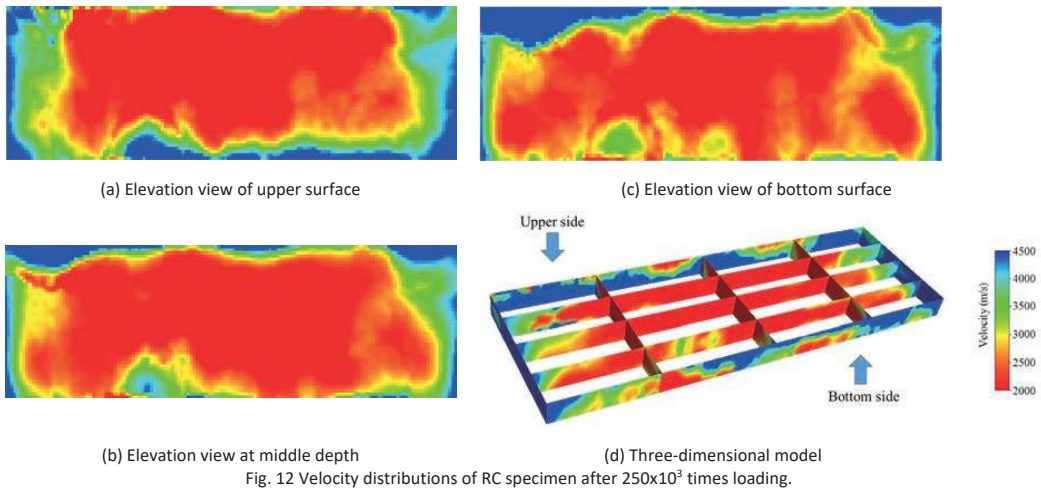 (a) Elevation view of upper surface
(c) Elevation view of bottom surface
Upper side
Bottom side
Velocity (m/s)
4500
4000
3500
3000
2500
2000
(b) Elevation view at middle depth
(d) Three-dimensional model
Fig. 12 Velocity distributions of RC specimen after 250x10³ times loading.